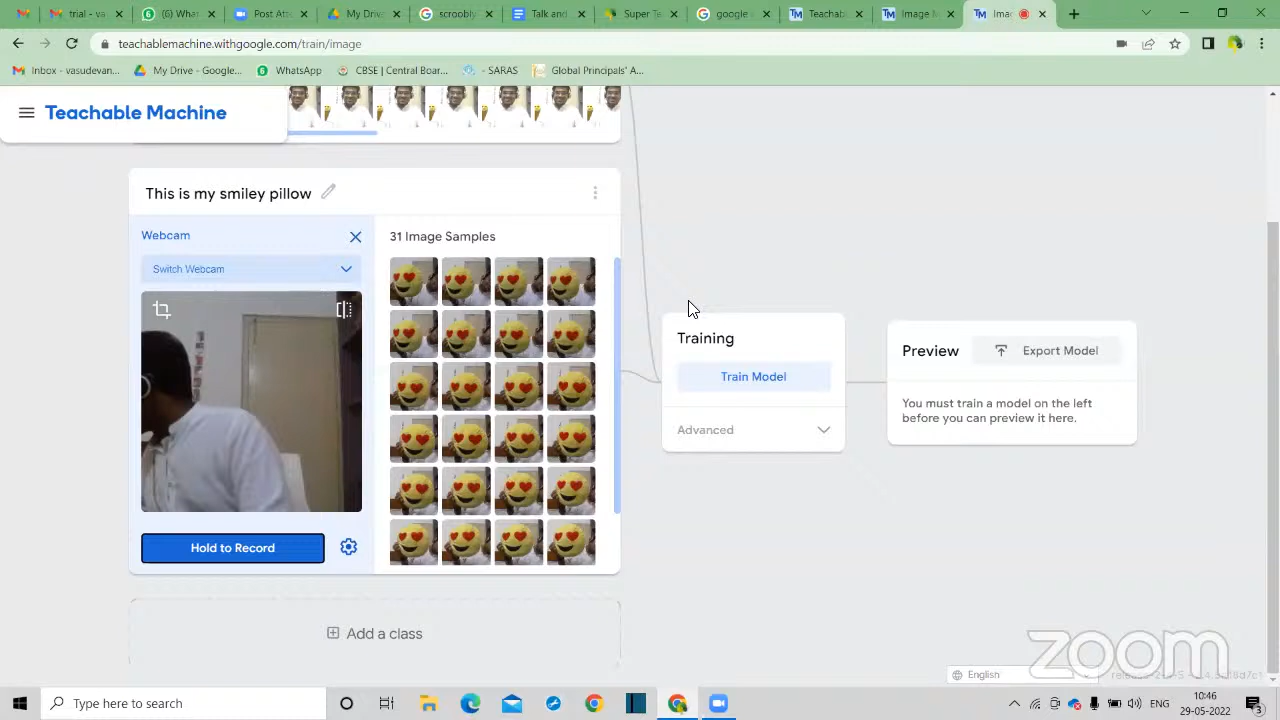 trial - va
(6) What
Post Atte
My Drive
scroobly
Talk and
Super Te
google
Teachab
Image M
Ima
teachablemachine.withgoogle.com/train/image
Inbox - vasudevan...
My Drive - Google...
WhatsApp
CBSE | Central Boar...
- SARAS
Global Principals' A...
Teachable Machine
This is my smiley pillow
Webcam
31 Image Samples
Switch Webcam
Training
Preview
Export Model
Train Model
You must train a model on the left
before you can preview it here.
Advanced
Hold to Record
Add a class
zoom
English
Type here to search
ENG
10:46
29-05-2022
3